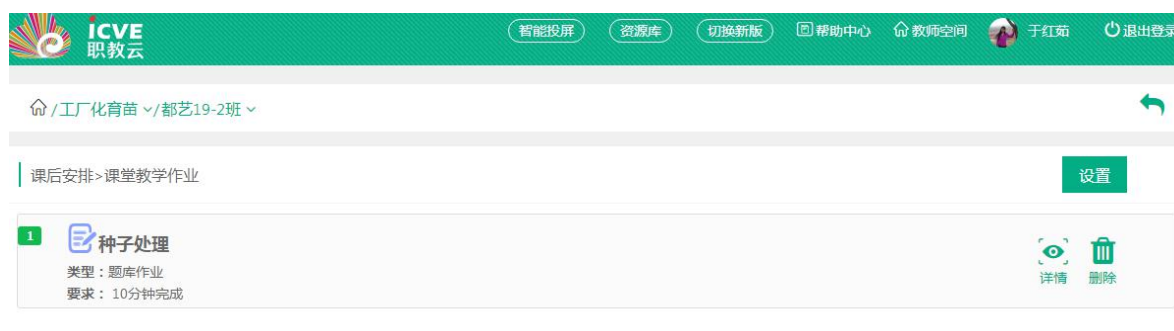 iCVE
职教云
智能投屏 资源库 切换新版 帮助中心 教师空间 于红茹 退出登录
/工厂化育苗 /都艺19-2班
课后安排>课堂教学作业 设置
1 种子处理
类型：题库作业
要求： 10分钟完成
详情 删除